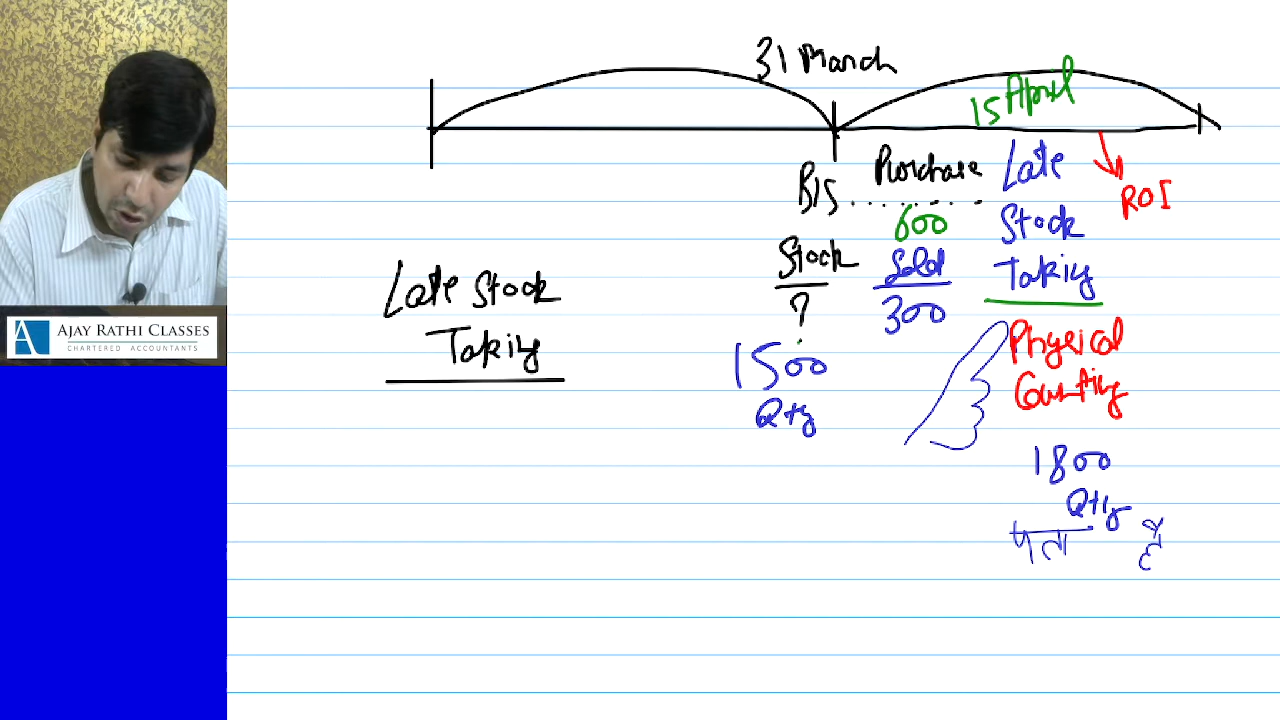 31 March
15 April
B/S
Purchase
600
Late
Stock
Taking
ROI
Stock
?
1500
Qty
Sold
300
Late Stock
Taking
Physical
Counting
1800
Qty
पता है
AJAY RATHI CLASSES
CHARTERED ACCOUNTANTS